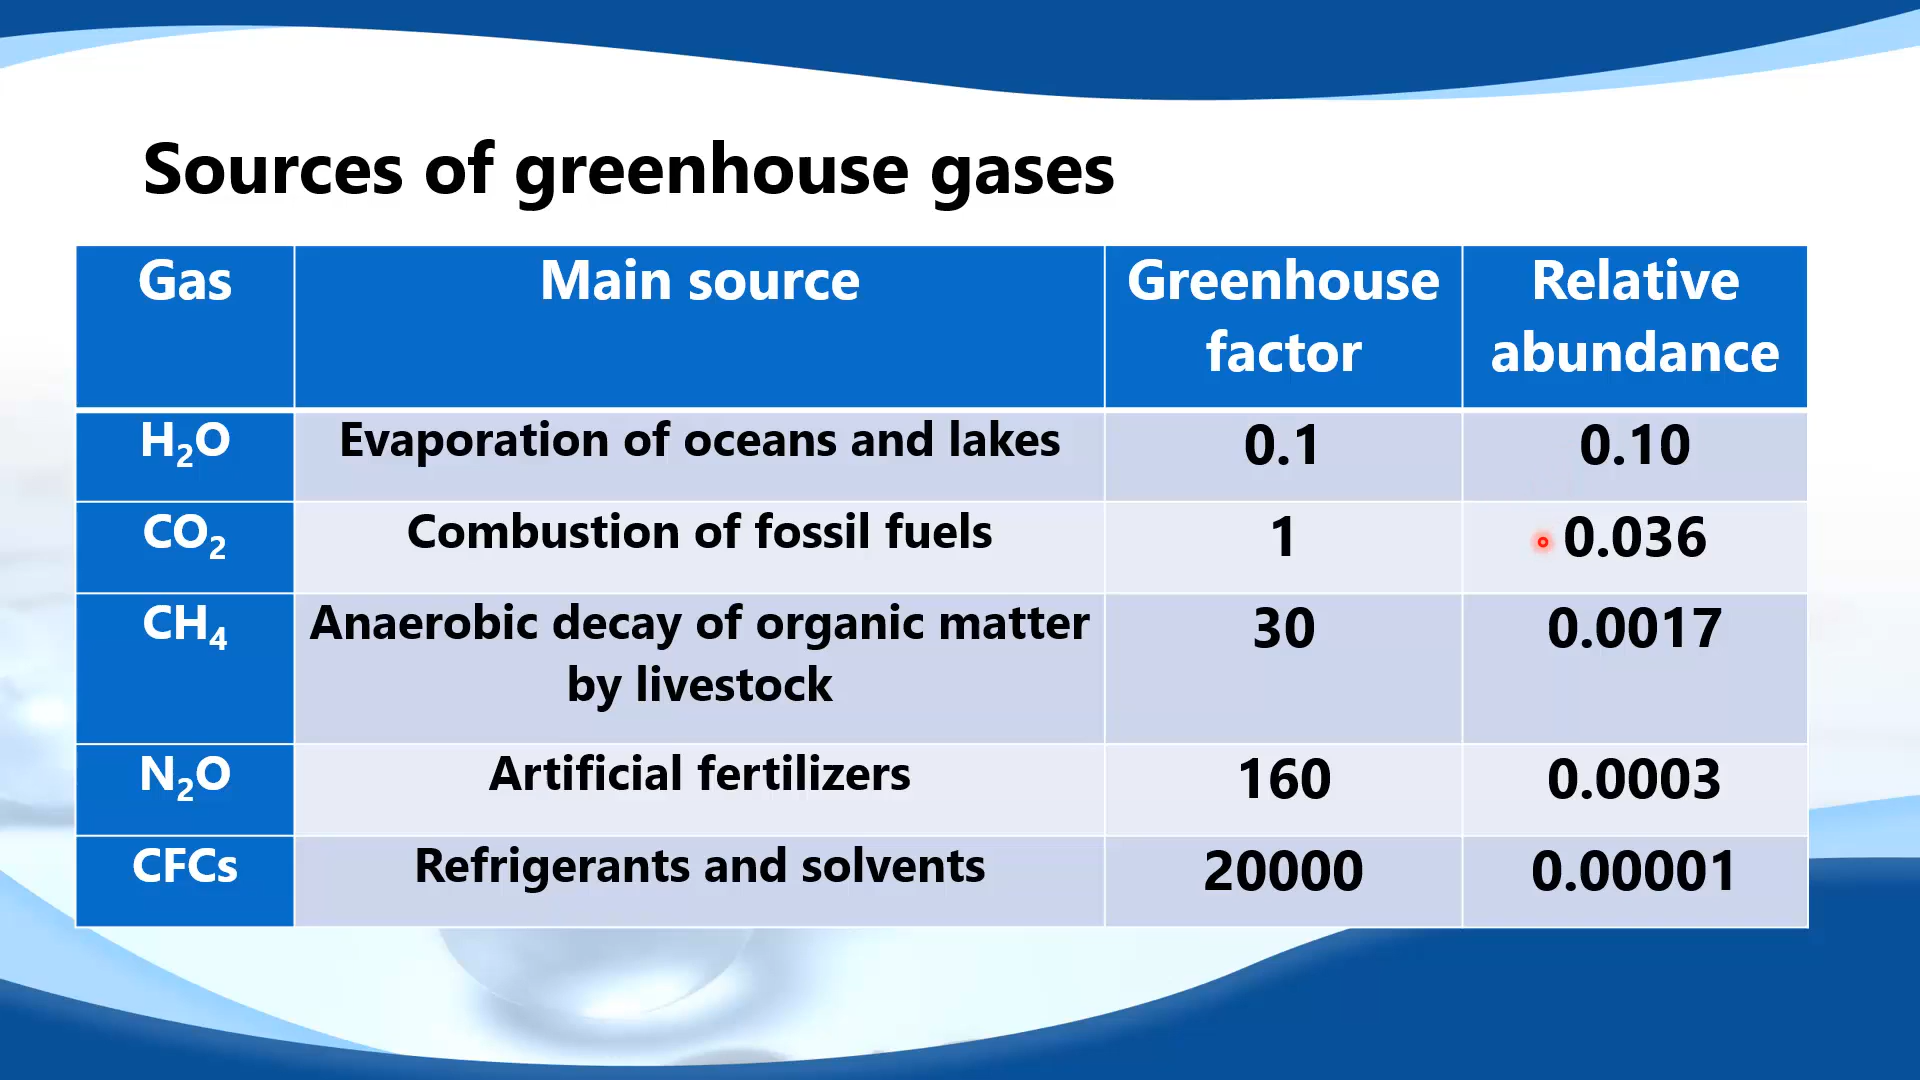 Sources of greenhouse gases
Gas
Main source
Greenhouse
factor
Relative
abundance
H₂O
Evaporation of oceans and lakes
0.1
0.10
CO₂
Combustion of fossil fuels
1
0.036
CH₄
Anaerobic decay of organic matter
by livestock
30
0.0017
N₂O
Artificial fertilizers
160
0.0003
CFCs
Refrigerants and solvents
20000
0.00001